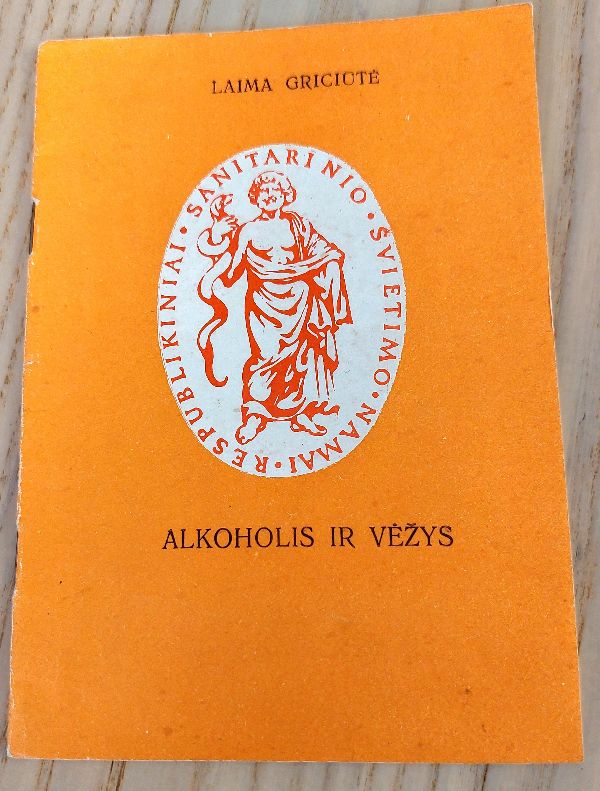 LAIMA GRICIŪTĖ
RESPUBLIKINIAI · SANITARINIO · ŠVIETIMO · NAMAI ·
ALKOHOLIS IR VĖŽYS